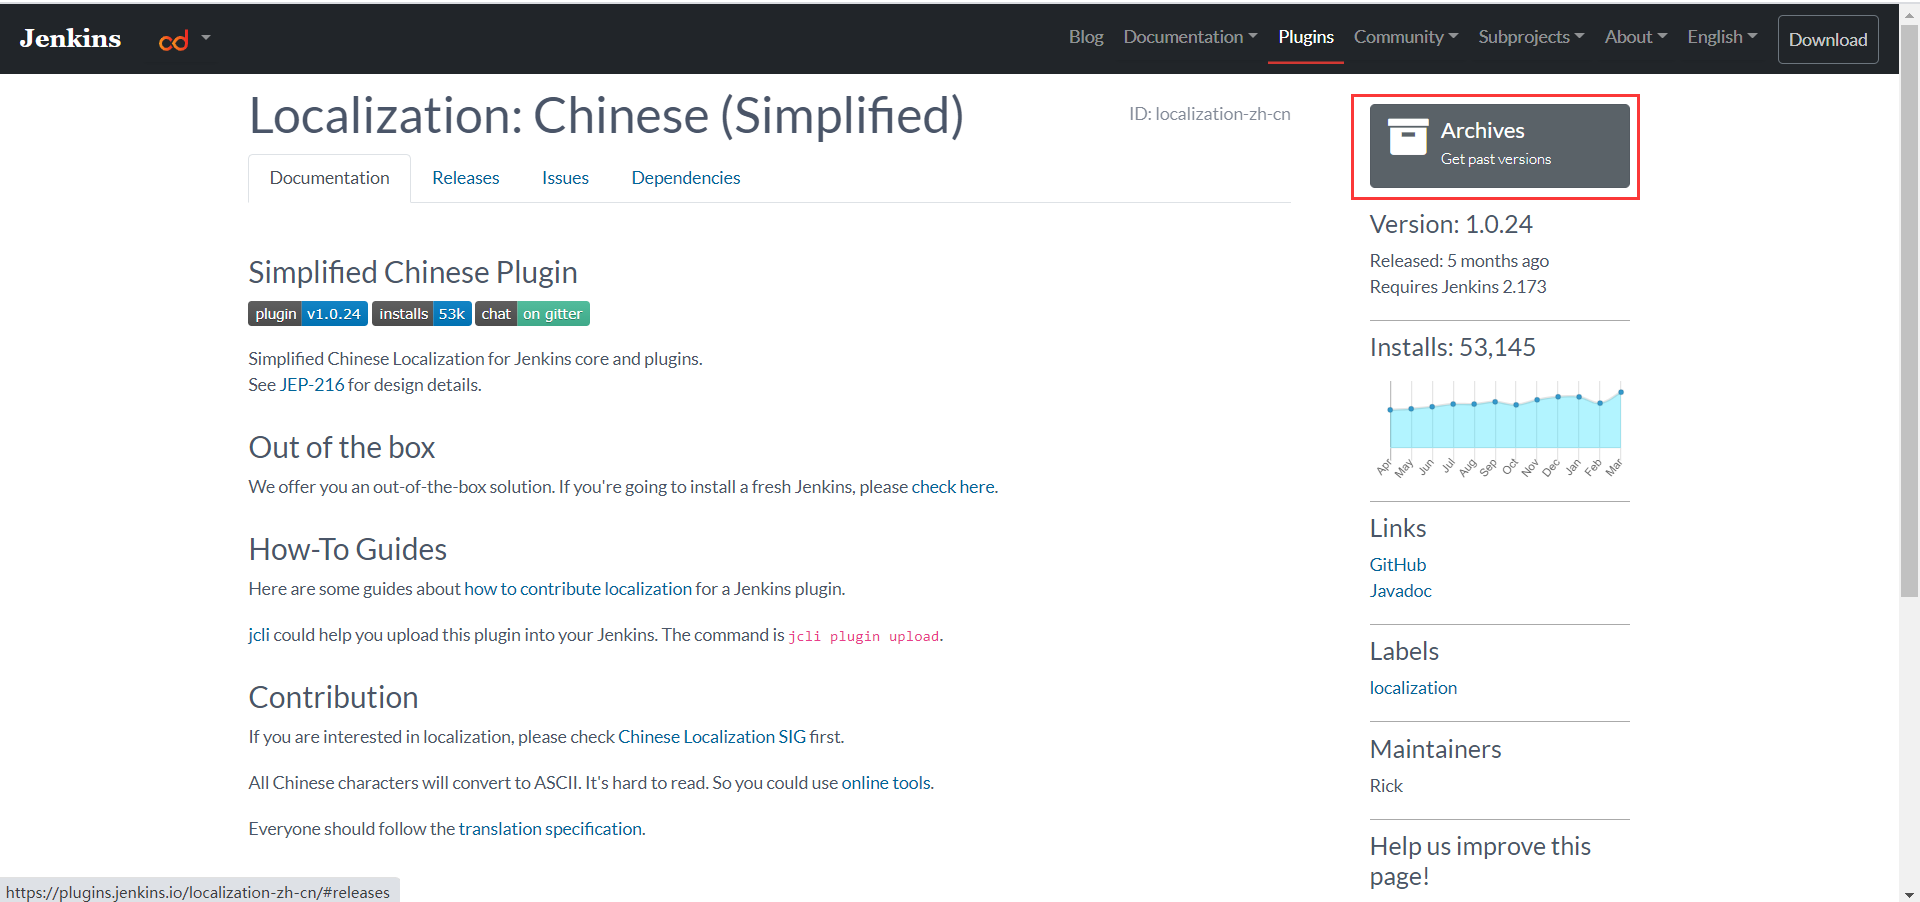 Jenkins
cd
Blog Documentation Plugins Community Subprojects About English Download
Localization: Chinese (Simplified)
ID: localization-zh-cn
Documentation Releases Issues Dependencies
Simplified Chinese Plugin
plugin v1.0.24 installs 53k chat on gitter
Simplified Chinese Localization for Jenkins core and plugins.
See JEP-216 for design details.
Out of the box
We offer you an out-of-the-box solution. If you're going to install a fresh Jenkins, please check here.
How-To Guides
Here are some guides about how to contribute localization for a Jenkins plugin.
jcli could help you upload this plugin into your Jenkins. The command is jcli plugin upload.
Contribution
If you are interested in localization, please check Chinese Localization SIG first.
All Chinese characters will convert to ASCII. It's hard to read. So you could use online tools.
Everyone should follow the translation specification.
Archives
Get past versions
Version: 1.0.24
Released: 5 months ago
Requires Jenkins 2.173
Installs: 53,145
Apr May Jun Jul Aug Sep Oct Nov Dec Jan Feb Mar
Links
GitHub
Javadoc
Labels
localization
Maintainers
Rick
Help us improve this
page!
https://plugins.jenkins.io/localization-zh-cn/#releases